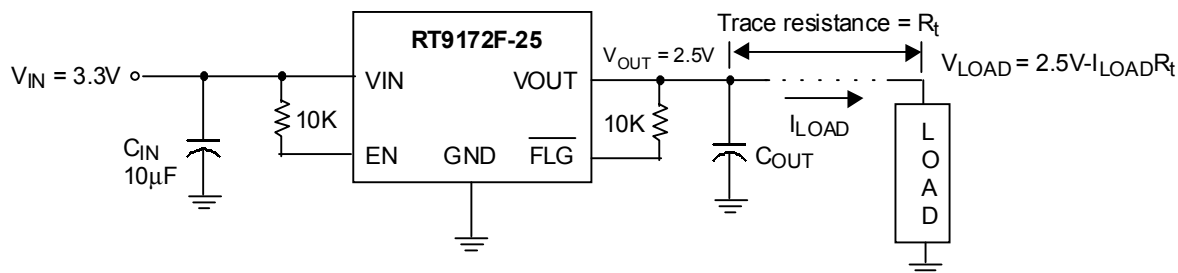 Trace resistance = Rt
RT9172F-25
VOUT = 2.5V
VIN = 3.3V
VIN
VOUT
VLOAD = 2.5V-ILOADRt
10K
10K
ILOAD
CIN
10μF
EN
GND
FLG
COUT
LOAD